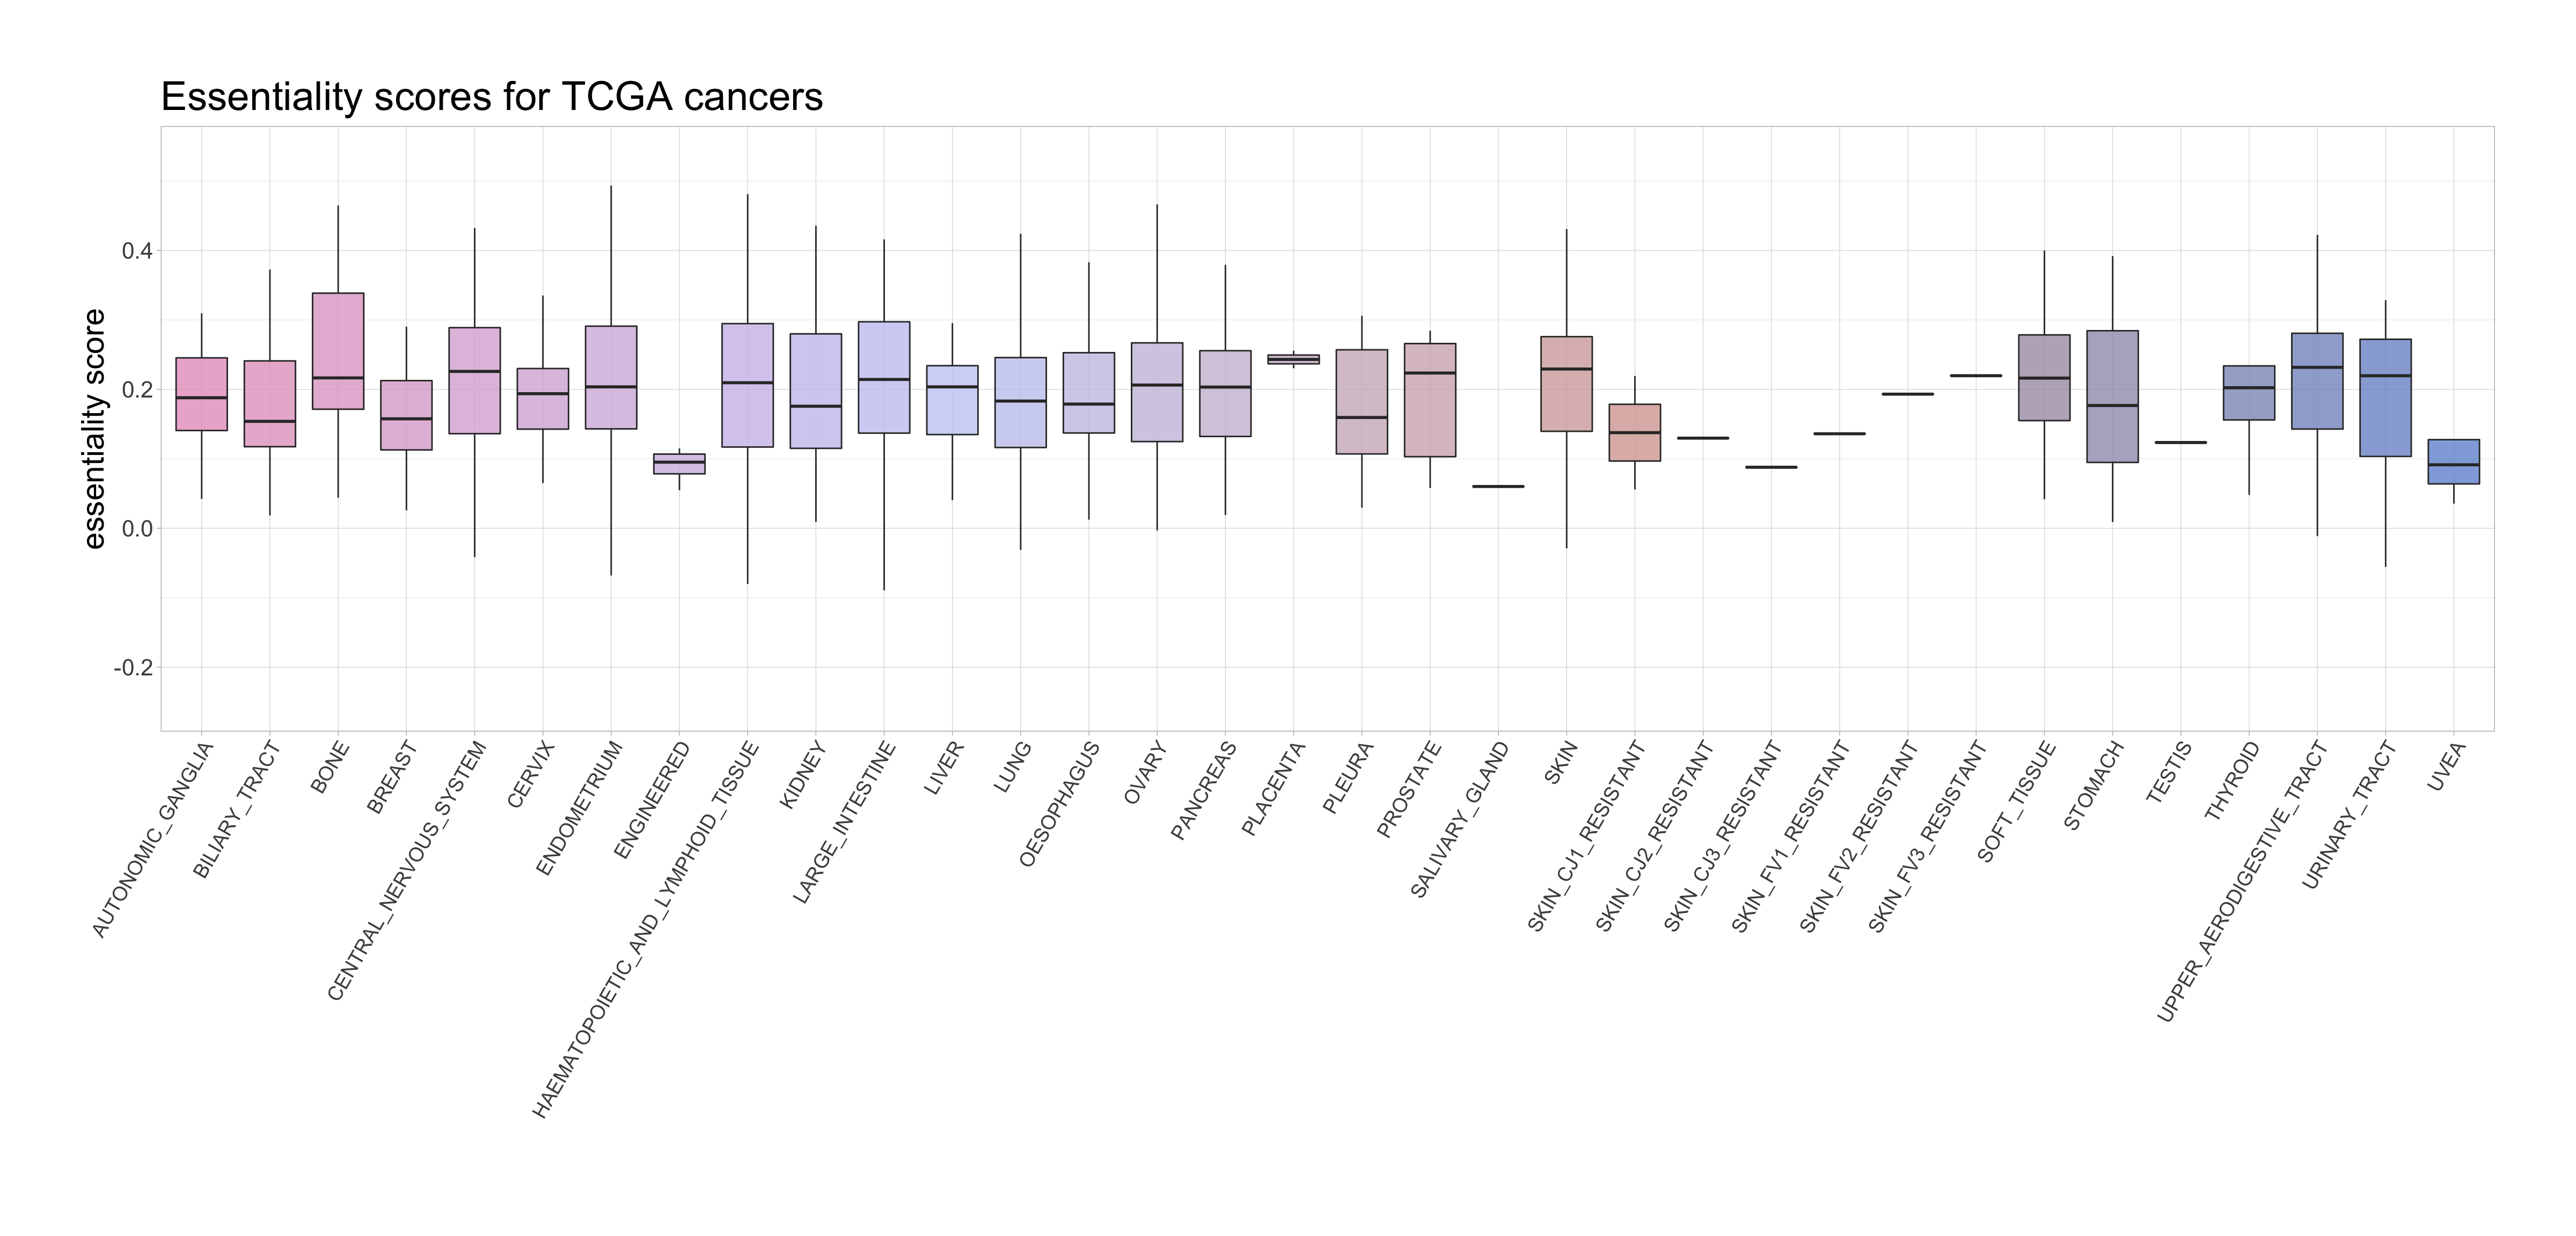 Essentiality scores for TCGA cancers
essentiality score
0.4
0.2
0.0
-0.2
AUTONOMIC_GANGLIA
BILIARY_TRACT
BONE
BREAST
CENTRAL_NERVOUS_SYSTEM
CERVIX
ENDOMETRIUM
ENGINEERED
HAEMATOPOIETIC_AND_LYMPHOID_TISSUE
KIDNEY
LARGE_INTESTINE
LIVER
LUNG
OESOPHAGUS
OVARY
PANCREAS
PLACENTA
PLEURA
PROSTATE
SALIVARY_GLAND
SKIN
SKIN_CJ1_RESISTANT
SKIN_CJ2_RESISTANT
SKIN_CJ3_RESISTANT
SKIN_FV1_RESISTANT
SKIN_FV2_RESISTANT
SKIN_FV3_RESISTANT
SOFT_TISSUE
STOMACH
TESTIS
THYROID
UPPER_AERODIGESTIVE_TRACT
URINARY_TRACT
UVEA